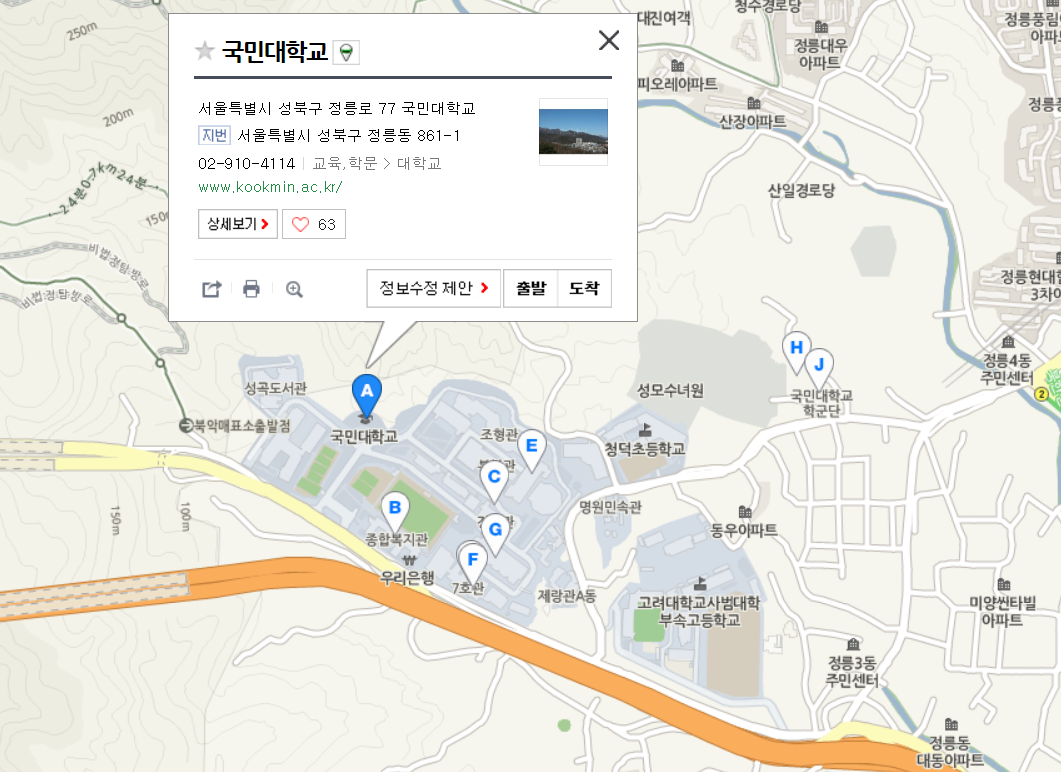 국민대학교
서울특별시 성북구 정릉로 77 국민대학교
지번 서울특별시 성북구 정릉동 861-1
02-910-4114 | 교육,학문 > 대학교
www.kookmin.ac.kr/
상세보기 >
63
정보수정 제안 >
출발
도착
250m
200m
2.4분0.7km24분
150m
비법정탐방로
비법정탐방로
대진여객
청수경로당
정릉대우
아파트
피오레아파트
산장아파트
산일경로당
정릉풍림
정릉현대힐
3차
정릉4동
주민센터
2
성곡도서관
A
국민대학교
북악매표소출발점
조형관
E
C
B
종합복지관
G
F
7호관
우리은행
명원민속관
제랑관A동
성모수녀원
청덕초등학교
H
J
국민대학교
학군단
동우아파트
고려대학교사범대학
부속고등학교
미양씬타빌
아파트
정릉3동
주민센터
정릉동
대동아파트
150m
100m